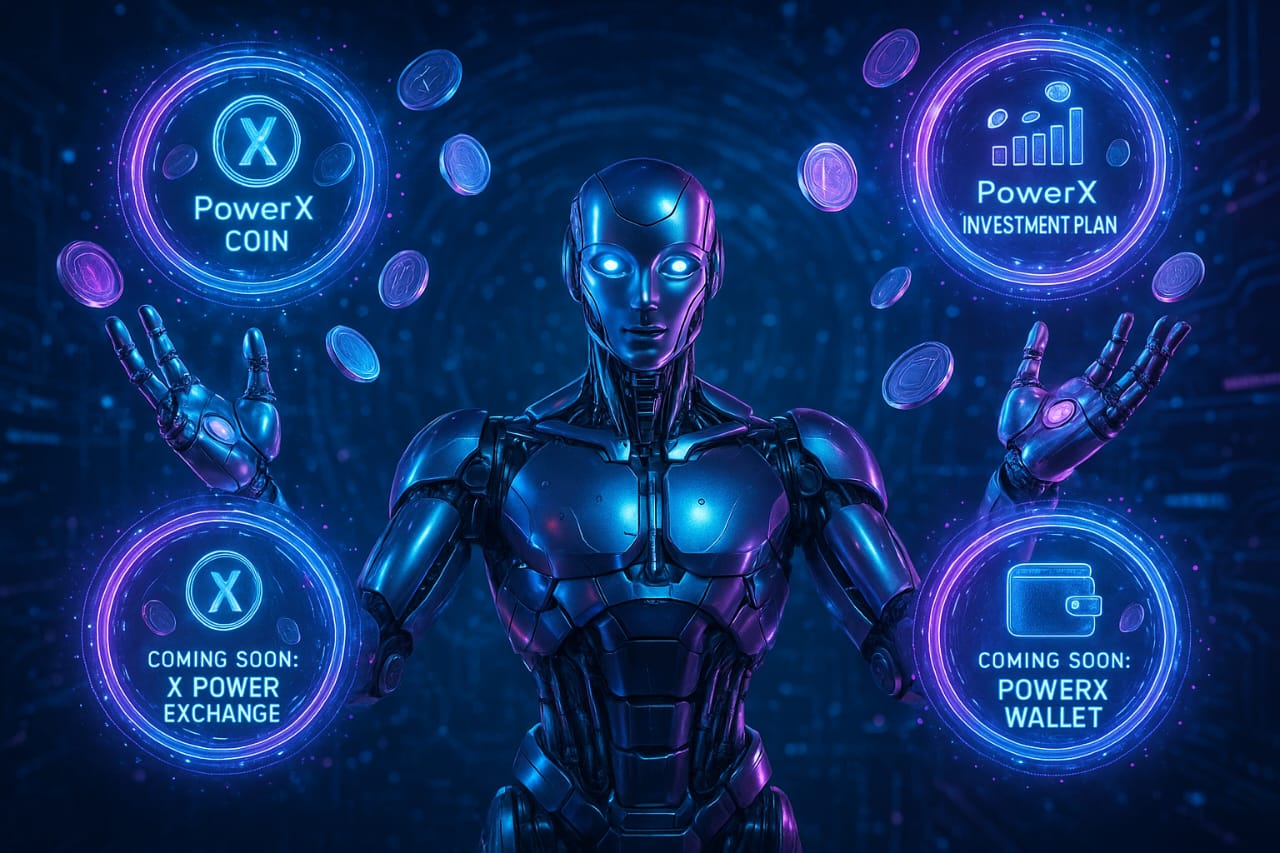 X
PowerX
COIN
PowerX
INVESTMENT PLAN
X
COMING SOON:
X POWER
EXCHANGE
COMING SOON:
POWERX
WALLET